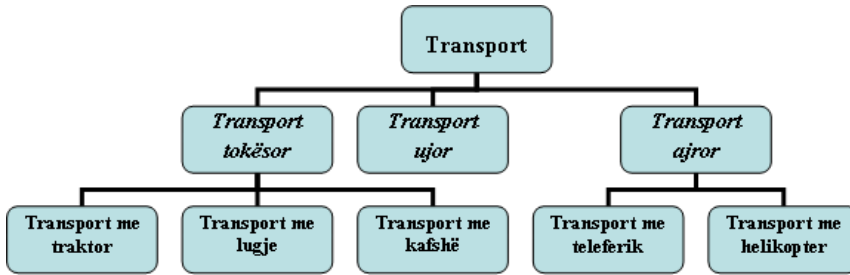 Transport
Transport
tokësor
Transport
ujor
Transport
ajror
Transport me
traktor
Transport me
lugje
Transport me
kafshë
Transport me
teleferik
Transport me
helikopter